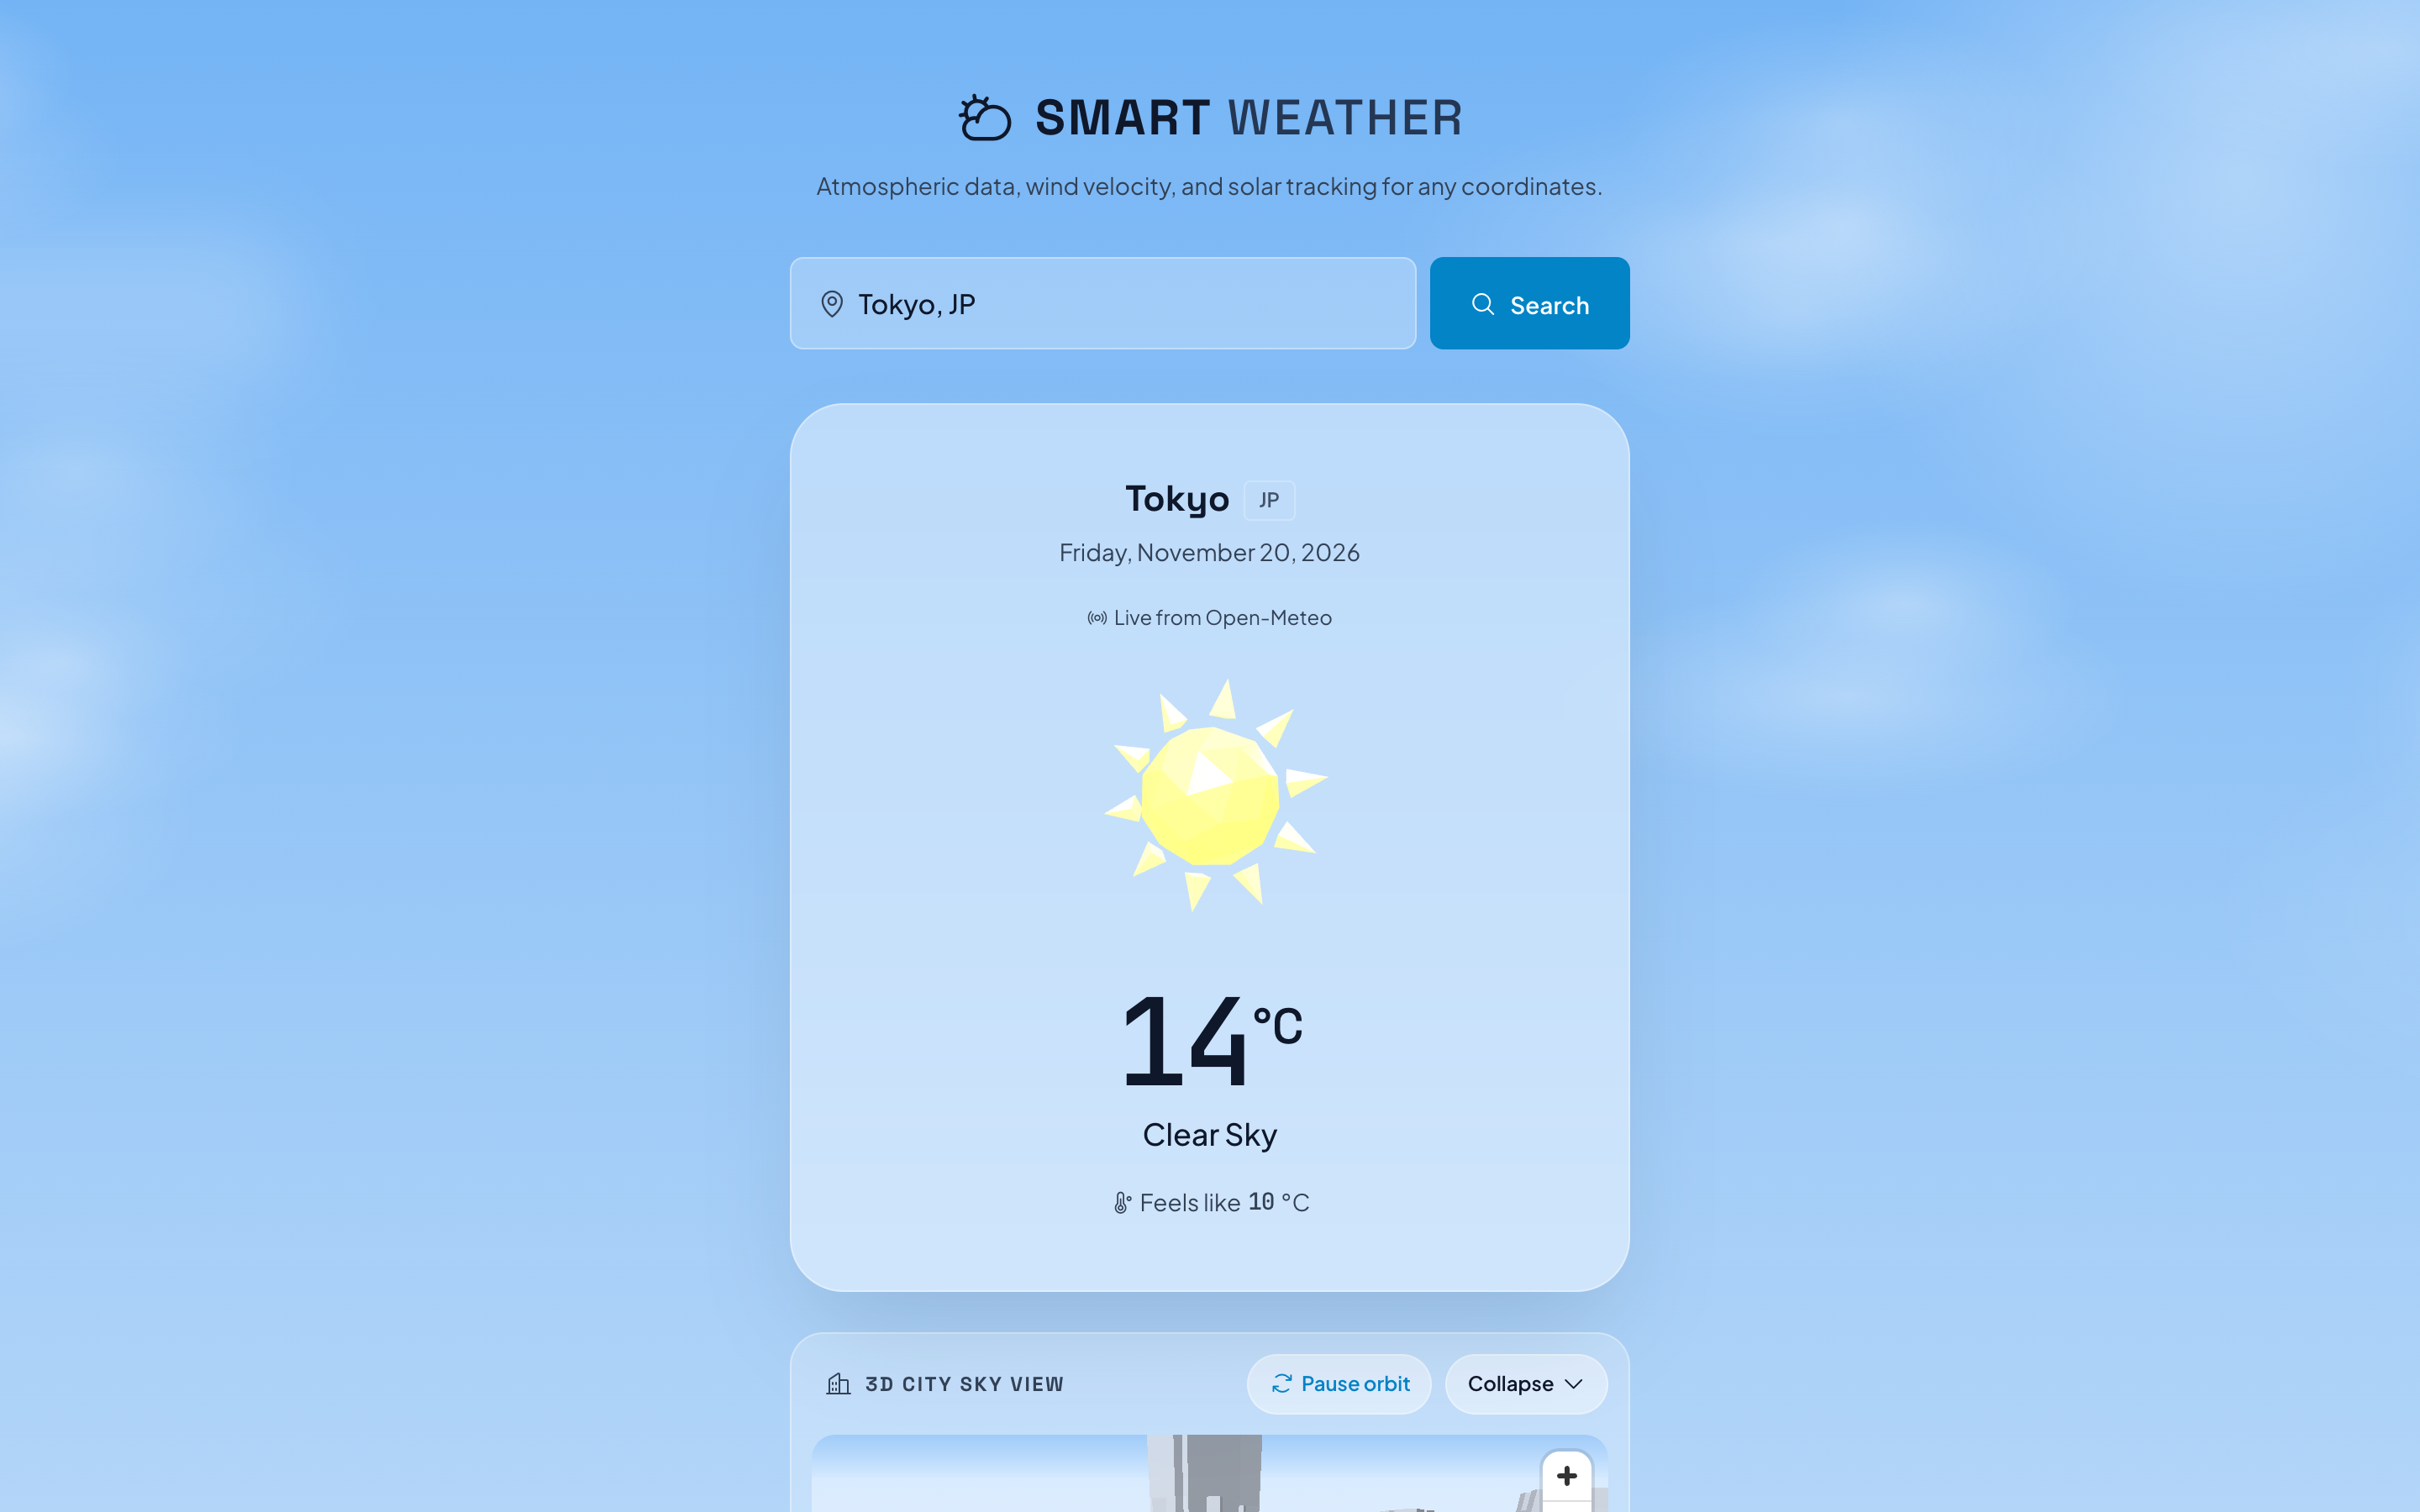 SMART WEATHER
Atmospheric data, wind velocity, and solar tracking for any coordinates.
Tokyo, JP
Search
Tokyo JP
Friday, November 20, 2026
Live from Open-Meteo
14°C
Clear Sky
Feels like 10 °C
3D CITY SKY VIEW
Pause orbit
Collapse
+